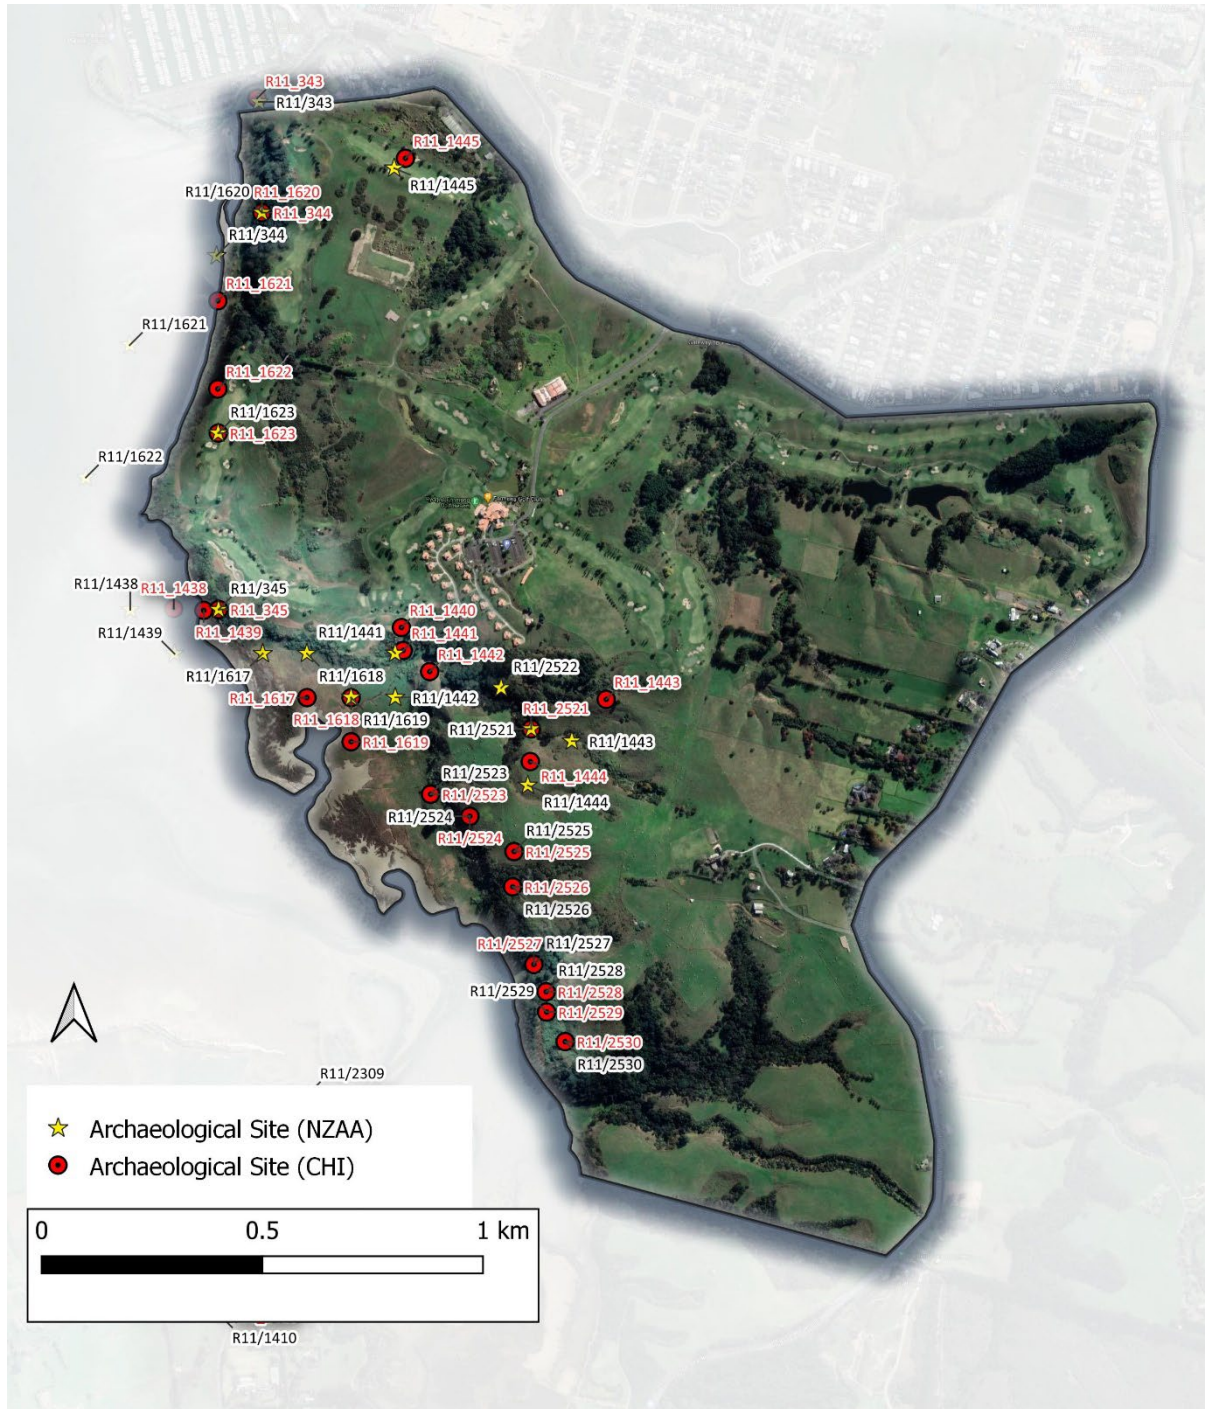 R11_343
R11/343
R11_1445
R11/1445
R11/1620 R11_1620
R11_344
R11/344
R11_1621
R11/1621
R11_1622
R11/1623
R11_1623
R11/1622
R11/1438
R11_1438
R11/345
R11_345
R11_1439
R11/1439
R11_1440
R11/1441
R11_1441
R11_1442
R11/1617
R11/1618
R11/2522
R11_1617
R11/1442
R11_1443
R11_1618
R11/1619
R11_2521
R11/2521
R11_1619
R11/1443
R11_1444
R11/2523
R11/2523
R11/1444
R11/2524
R11/2524
R11/2525
R11/2525
R11/2526
R11/2526
R11/2527
R11/2527
R11/2528
R11/2529
R11/2528
R11/2529
R11/2530
R11/2530
R11/2309
Archaeological Site (NZAA)
Archaeological Site (CHI)
0 0.5 1 km
R11/1410